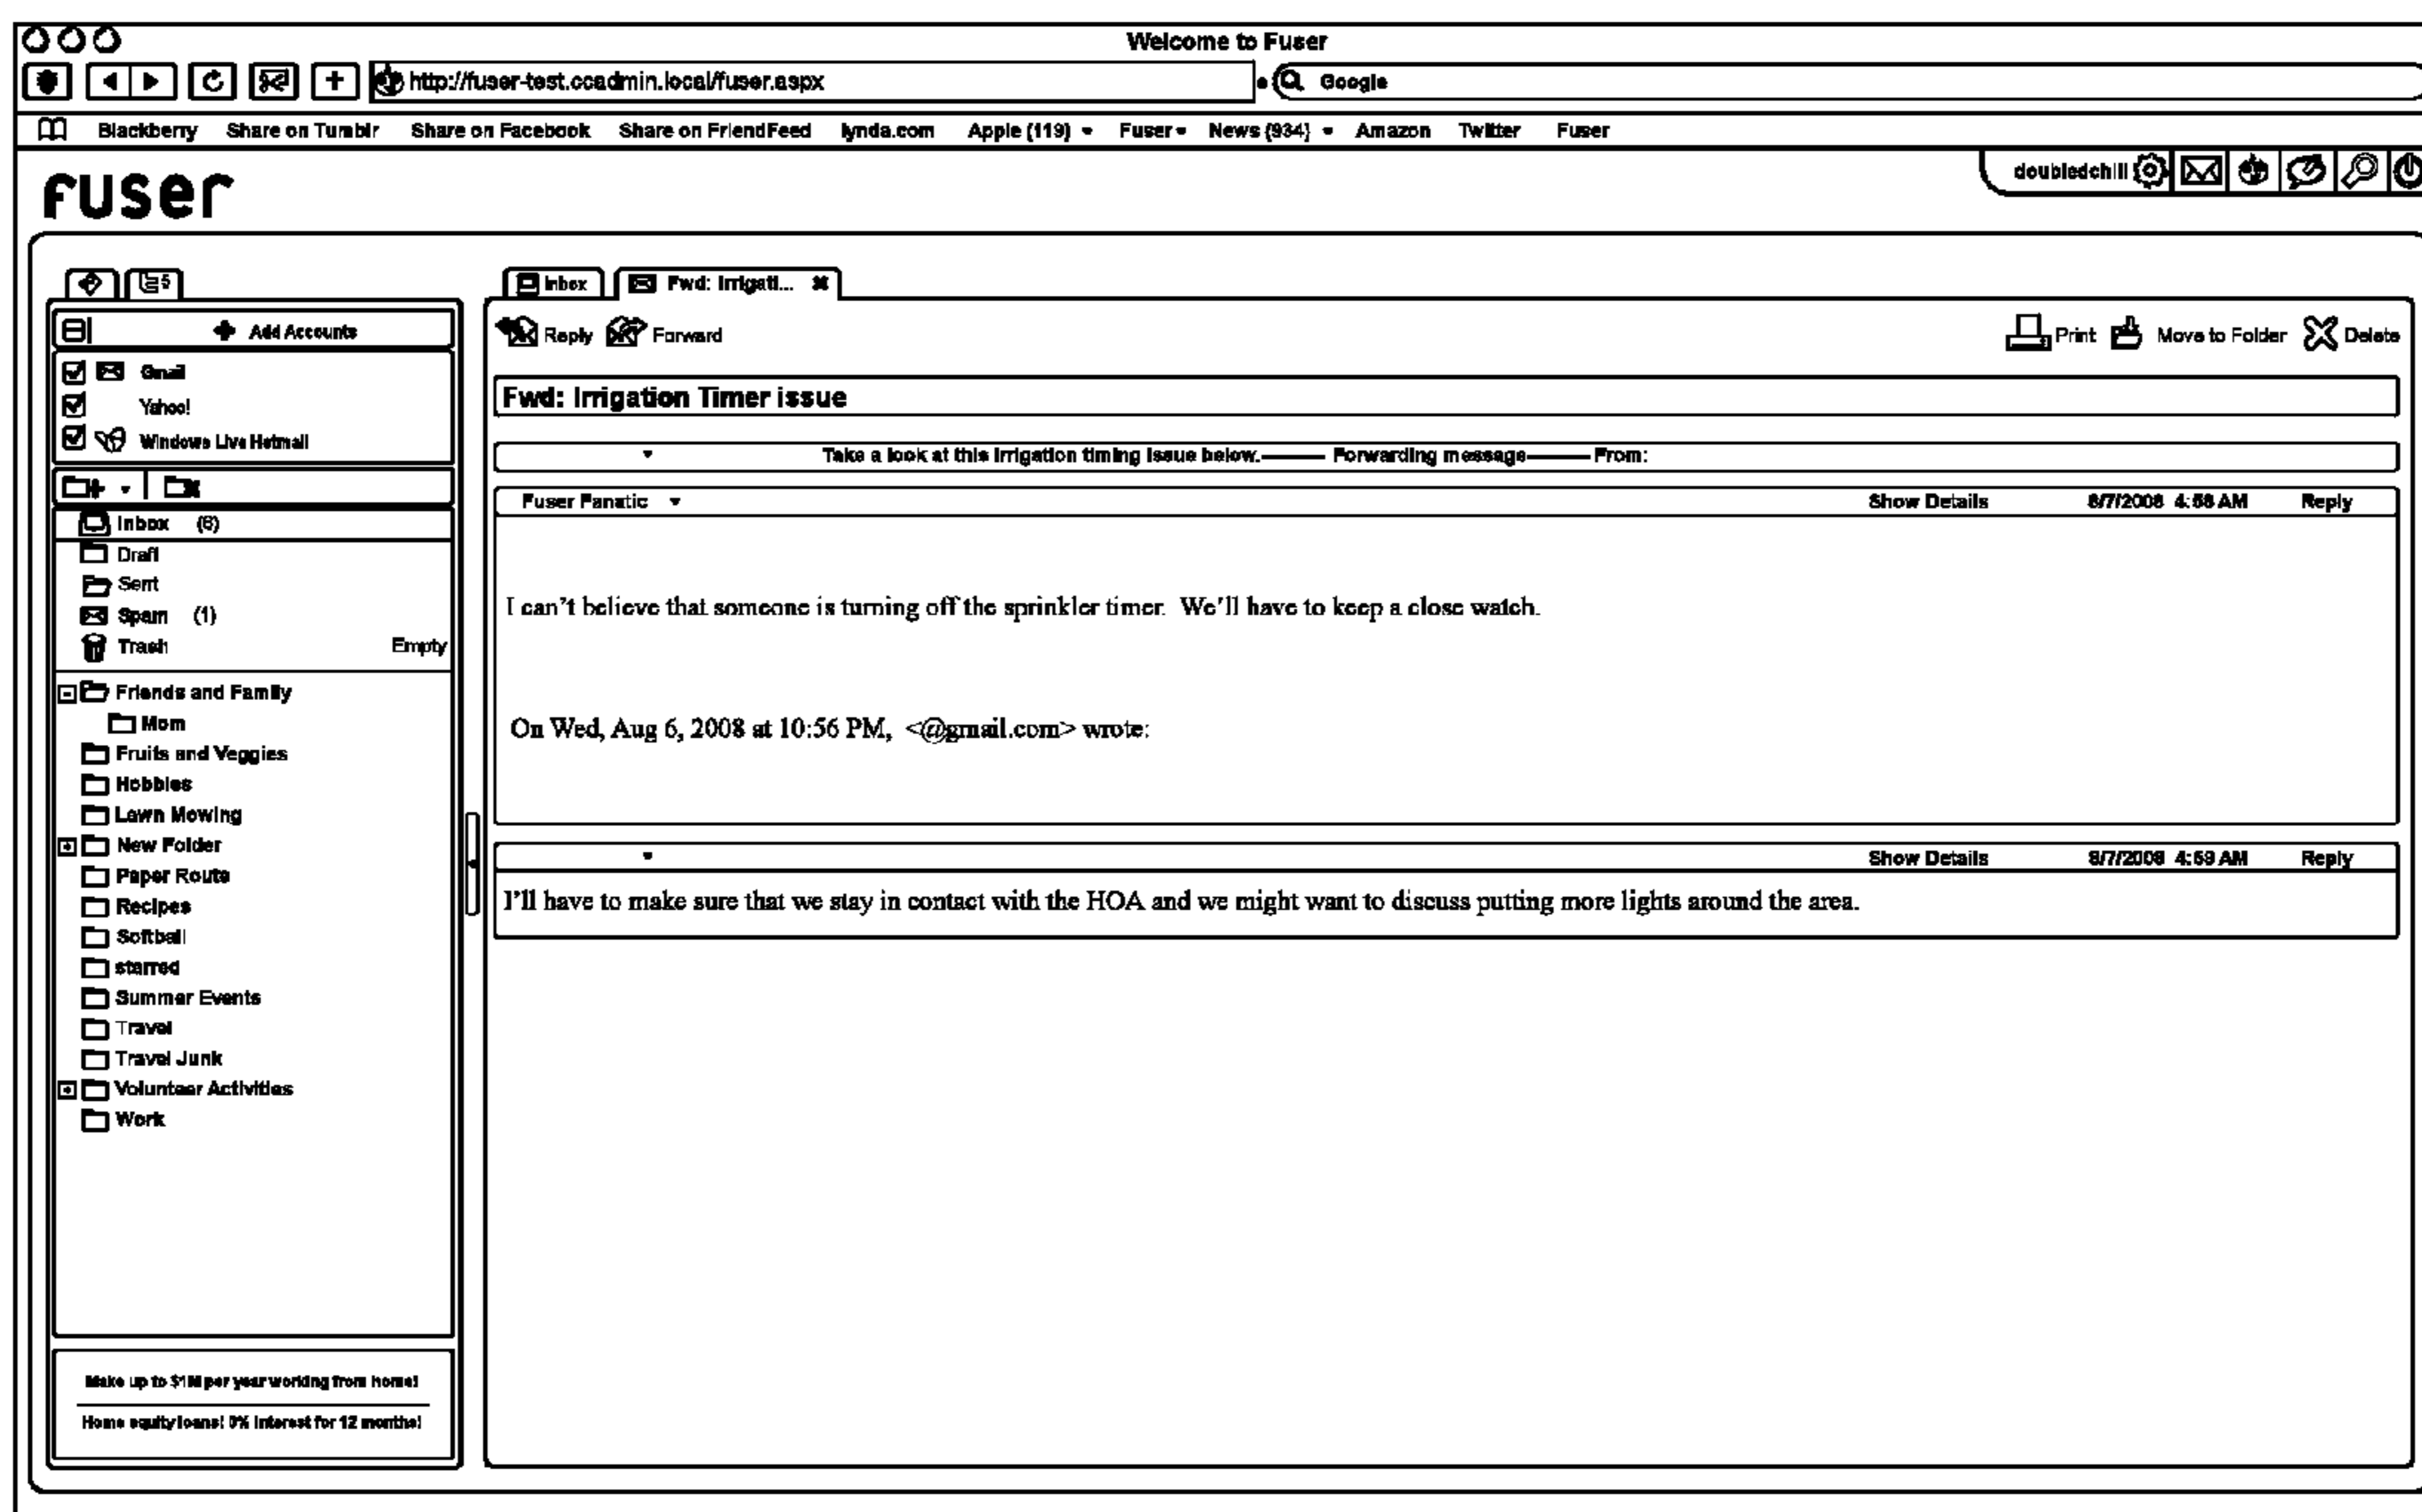 Welcome to Fuser
http://fuser-test.ccadmin.local/fuser.aspx
Google
Blackberry Share on Tumblr Share on Facebook Share on FriendFeed lynda.com Apple (119) Fuser News (934) Amazon Twitter Fuser
fuser
doubledchill
Inbox Fwd: Irrigati...
Add Accounts
Reply Forward
Print Move to Folder Delete
Gmail
Yahoo!
Windows Live Hotmail
Fwd: Irrigation Timer issue
Take a look at this irrigation timing issue below.—— Forwarding message—— From:
Fuser Fanatic Show Details 8/7/2008 4:58 AM Reply
Inbox (6)
Draft
Sent
Spam (1)
Trash Empty
I can't believe that someone is turning off the sprinkler timer. We'll have to keep a close watch.
Friends and Family
Mom
Fruits and Veggies
Hobbies
Lawn Mowing
New Folder
Paper Route
Recipes
Softball
starred
Summer Events
Travel
Travel Junk
Volunteer Activities
Work
On Wed, Aug 6, 2008 at 10:56 PM, <@gmail.com> wrote:
Show Details 8/7/2008 4:59 AM Reply
I'll have to make sure that we stay in contact with the HOA and we might want to discuss putting more lights around the area.
Make up to $1M per year working from home!
Home equity loans! 0% interest for 12 months!